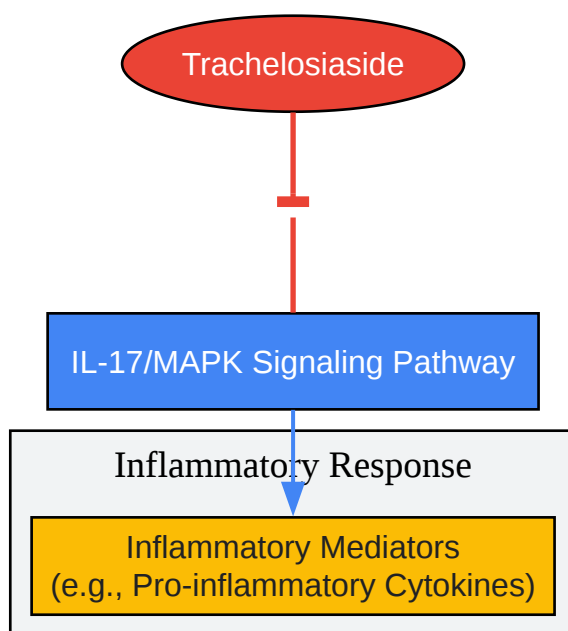 Trachelosiaside
IL-17/MAPK Signaling Pathway
Inflammatory Response
Inflammatory Mediators
(e.g., Pro-inflammatory Cytokines)